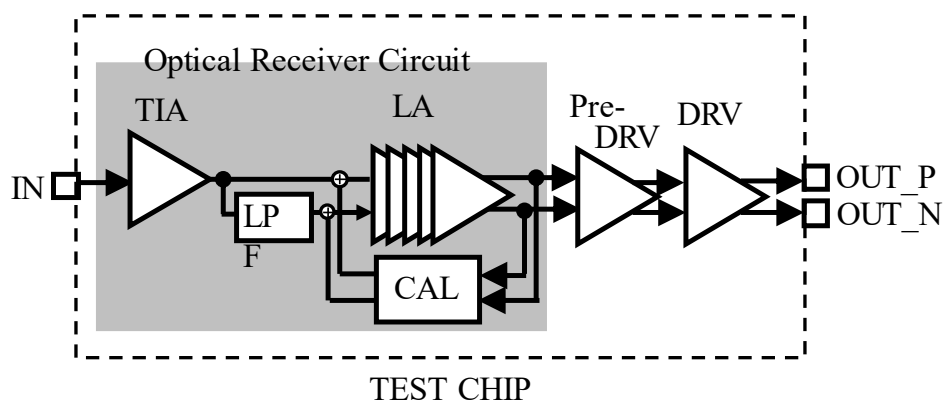 Optical Receiver Circuit
TIA
LA
Pre-
DRV
DRV
IN
LP
F
CAL
OUT_P
OUT_N
TEST CHIP